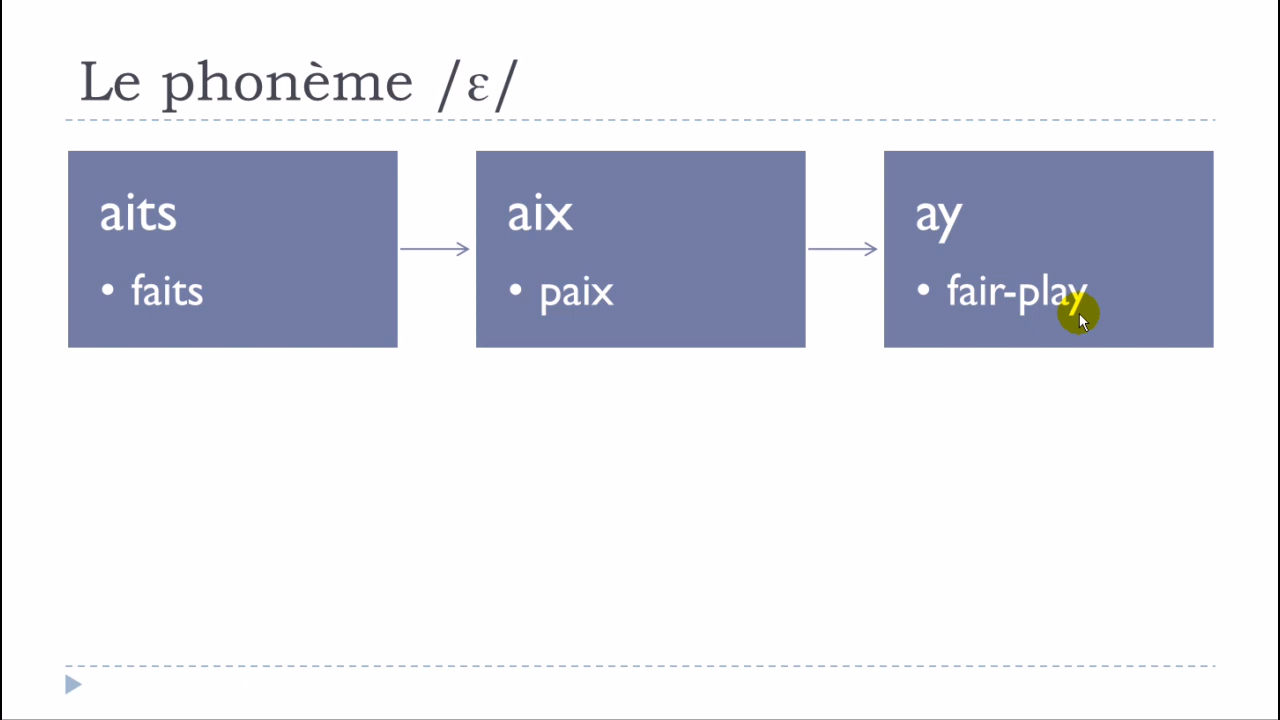 Le phonème /ɛ/
aits
• faits
aix
• paix
ay
• fair-play